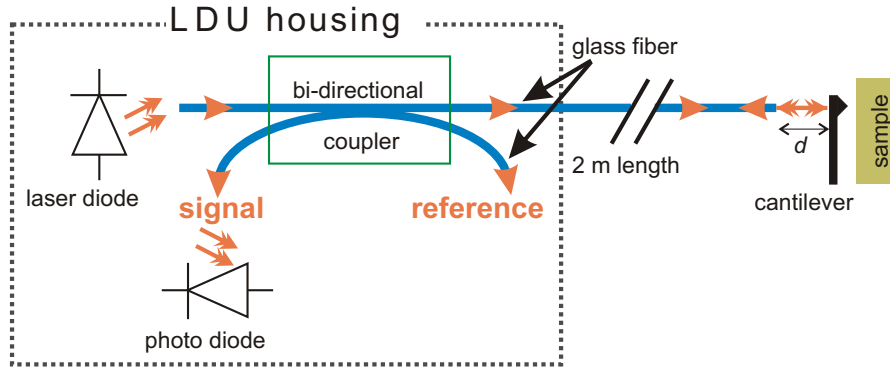 LDU housing
glass fiber
bi-directional
coupler
2 m length
d
sample
cantilever
laser diode
signal
reference
photo diode